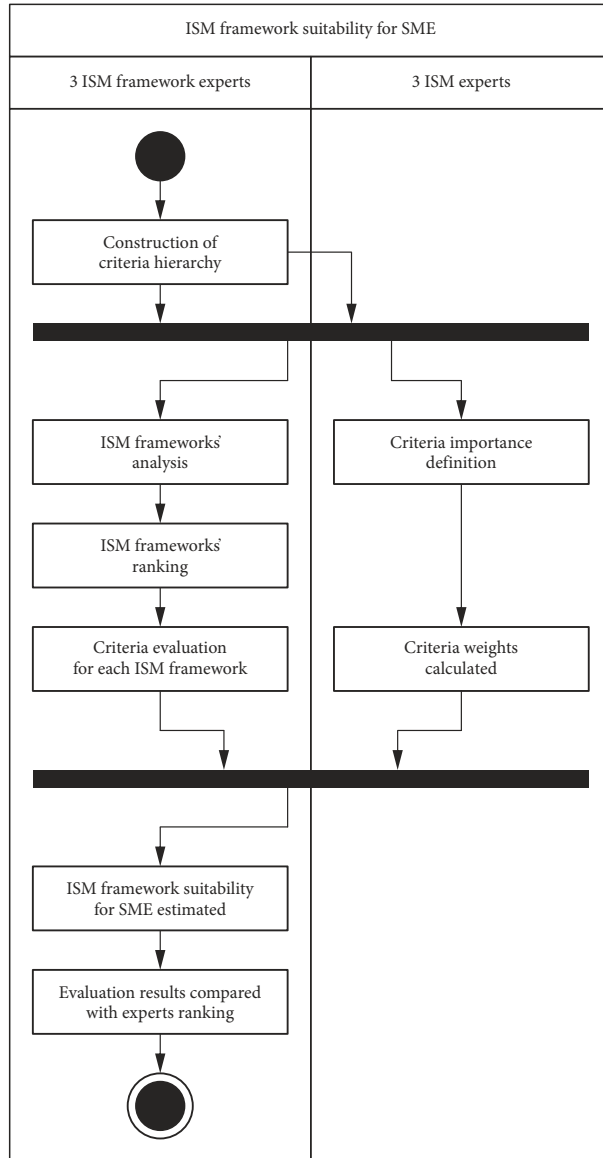 ISM framework suitability for SME
3 ISM framework experts
3 ISM experts
Construction of
criteria hierarchy
ISM frameworks'
analysis
Criteria importance
definition
ISM frameworks'
ranking
Criteria evaluation
for each ISM framework
Criteria weights
calculated
ISM framework suitability
for SME estimated
Evaluation results compared
with experts ranking